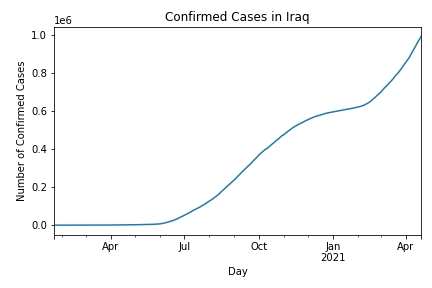 Confirmed Cases in Iraq
1e6
1.0
0.8
0.6
0.4
0.2
0.0
Number of Confirmed Cases
Apr Jul Oct Jan Apr
2021
Day